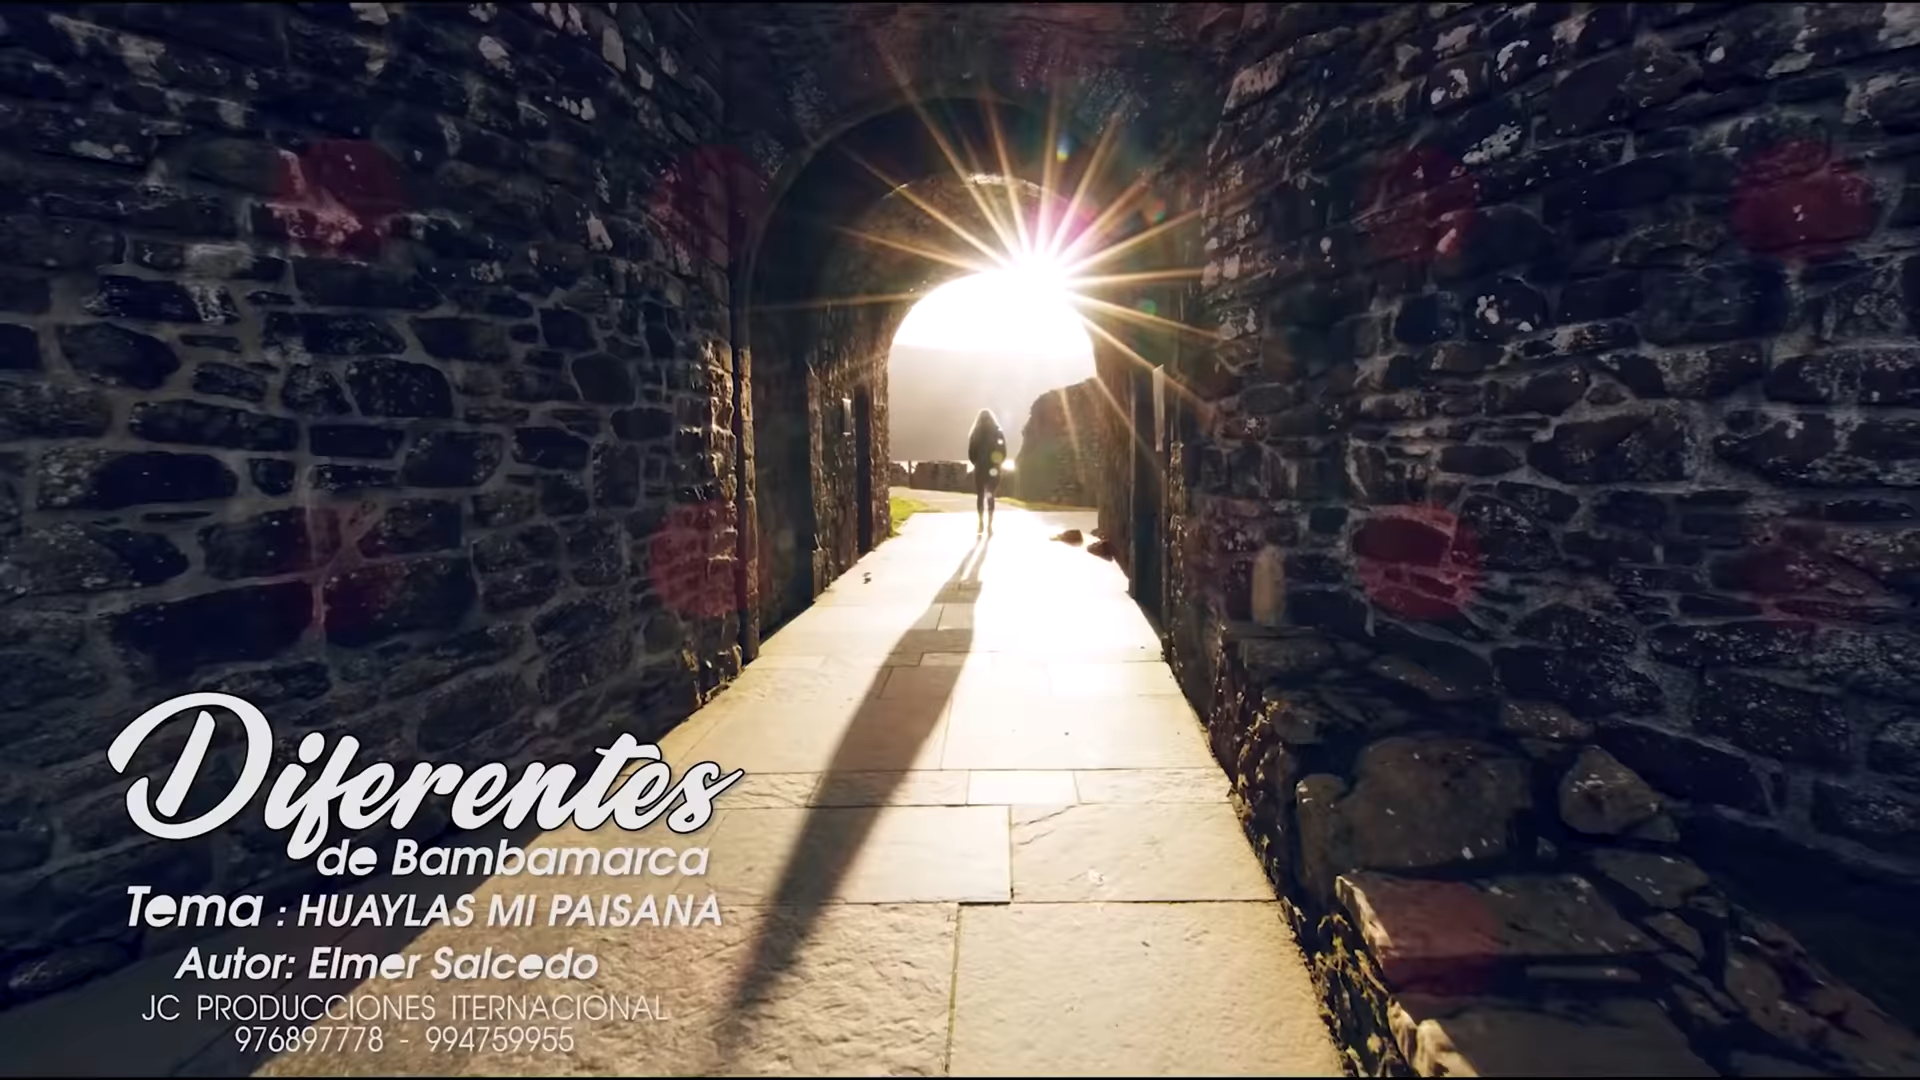 Diferentes
de Bambamarca
Tema : HUAYLAS MI PAISANA
Autor: Elmer Salcedo
JC PRODUCCIONES ITERNACIONAL
976897778 - 994759955